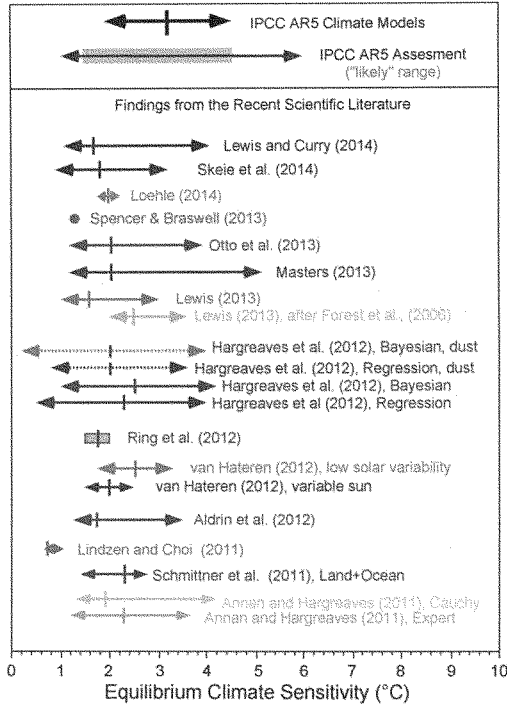 IPCC AR5 Climate Models
IPCC AR5 Assesment
("likely" range)
Findings from the Recent Scientific Literature
Lewis and Curry (2014)
Skeie et al. (2014)
Loehle (2014)
Spencer & Braswell (2013)
Otto et al. (2013)
Masters (2013)
Lewis (2013)
Lewis (2013), after Forest et al., (2006)
Hargreaves et al. (2012), Bayesian, dust
Hargreaves et al. (2012), Regression, dust
Hargreaves et al. (2012), Bayesian
Hargreaves et al (2012), Regression
Ring et al. (2012)
van Hateren (2012), low solar variability
van Hateren (2012), variable sun
Aldrin et al. (2012)
Lindzen and Choi (2011)
Schmittner et al. (2011), Land+Ocean
Annan and Hargreaves (2011), Cauchy
Annan and Hargreaves (2011), Expert
0 1 2 3 4 5 6 7 8 9 10
Equilibrium Climate Sensitivity (°C)